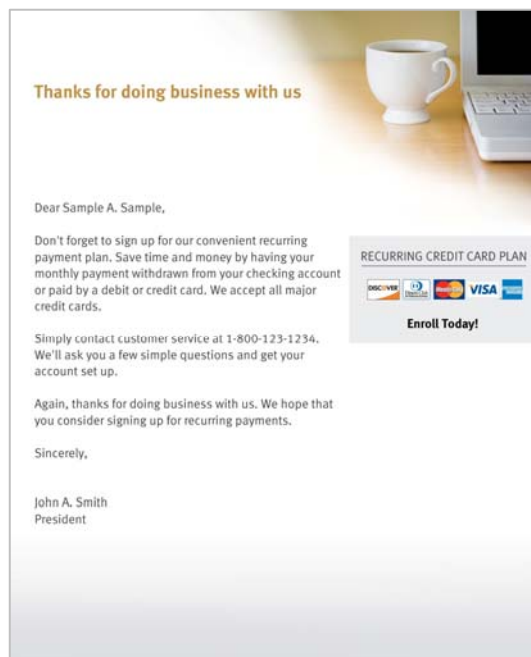 Thanks for doing business with us
Dear Sample A. Sample,
Don't forget to sign up for our convenient recurring
payment plan. Save time and money by having your
monthly payment withdrawn from your checking account
or paid by a debit or credit card. We accept all major
credit cards.
Simply contact customer service at 1-800-123-1234.
We'll ask you a few simple questions and get your
account set up.
Again, thanks for doing business with us. We hope that
you consider signing up for recurring payments.
Sincerely,
John A. Smith
President
RECURRING CREDIT CARD PLAN
DISCOVER MasterCard VISA
Enroll Today!